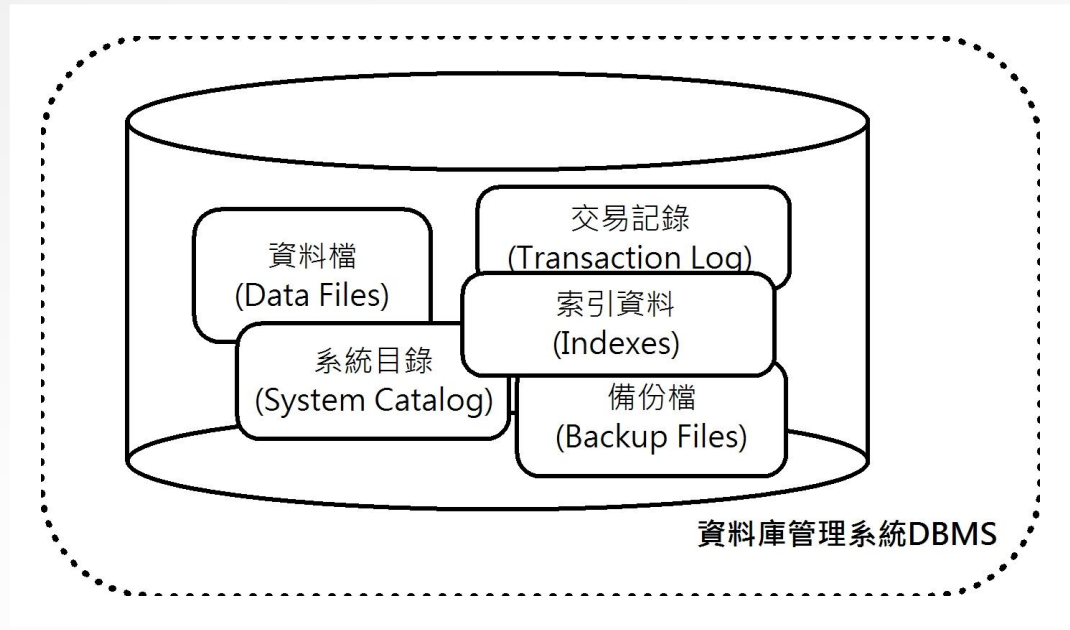 資料檔
(Data Files)
交易記錄
(Transaction Log)
系統目錄
(System Catalog)
索引資料
(Indexes)
備份檔
(Backup Files)
資料庫管理系統DBMS